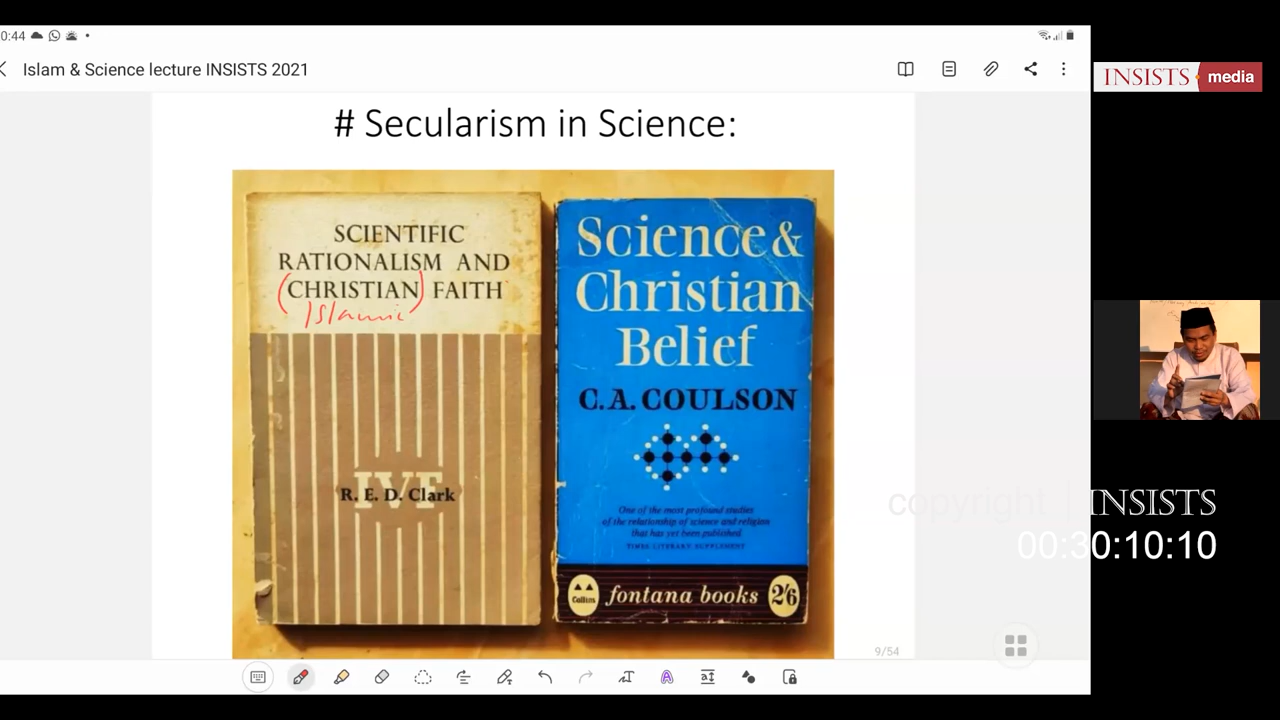 0:44
Islam & Science lecture INSISTS 2021
INSISTS media
# Secularism in Science:
SCIENTIFIC
RATIONALISM AND
(CHRISTIAN) FAITH
Islamic
IVF
R. E. D. Clark
Science &
Christian
Belief
C. A. COULSON
One of the most profound studies
of the relationship of science and religion
that has yet been published
TIMES LITERARY SUPPLEMENT
Collins
fontana books
2'6
copyright | INSISTS
00:30:10:10
9/54